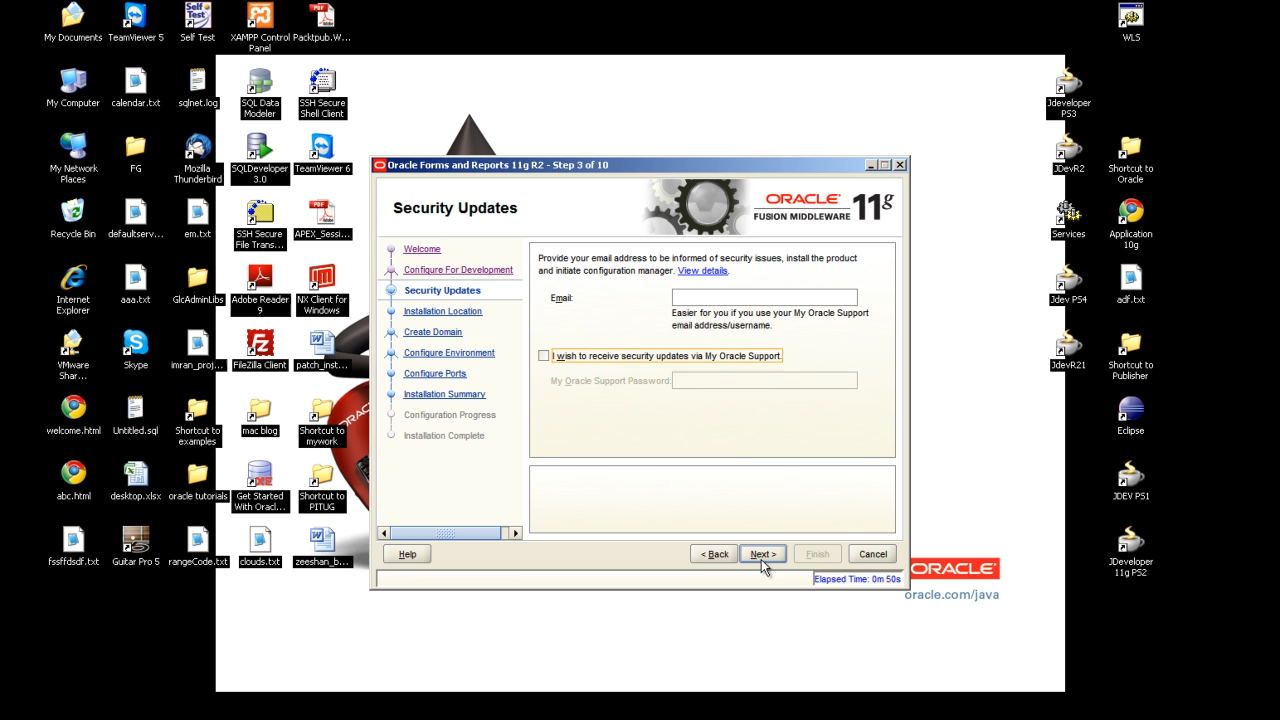 My Documents
TeamViewer 5
Self Test
XAMPP Control
Panel
Packtpub.W...
WLS
My Computer
calendar.txt
sqlnet.log
SQL Data
Modeler
SSH Secure
Shell Client
Jdeveloper
PS3
My Network
Places
FG
Mozilla
Thunderbird
SQLDeveloper
3.0
TeamViewer 6
JDevR2
Shortcut to
Oracle
Recycle Bin
defaultserv...
em.txt
SSH Secure
File Trans...
APEX_Sessi...
Services
Application
10g
Internet
Explorer
aaa.txt
GlcAdminLibs
Adobe Reader
9
NX Client for
Windows
Jdev PS4
adf.txt
VMware
Shar...
Skype
imran_proj...
FileZilla Client
patch_inst...
JdevR21
Shortcut to
Publisher
welcome.html
Untitled.sql
Shortcut to
examples
mac blog
Shortcut to
mywork
Eclipse
abc.html
desktop.xlsx
oracle tutorials
Get Started
With Oracl...
Shortcut to
PITUG
JDEV PS1
fssffdsdf.txt
Guitar Pro 5
rangeCode.txt
clouds.txt
zeeshan_b...
JDeveloper
11g PS2
Oracle Forms and Reports 11g R2 - Step 3 of 10
Security Updates
ORACLE
FUSION MIDDLEWARE 11g
Welcome
Configure For Development
Security Updates
Installation Location
Create Domain
Configure Environment
Configure Ports
Installation Summary
Configuration Progress
Installation Complete
Provide your email address to be informed of security issues, install the product
and initiate configuration manager. View details.
Email:
Easier for you if you use your My Oracle Support
email address/username.
I wish to receive security updates via My Oracle Support.
My Oracle Support Password:
Help
< Back
Next >
Finish
Cancel
Elapsed Time: 0m 50s
ORACLE
oracle.com/java